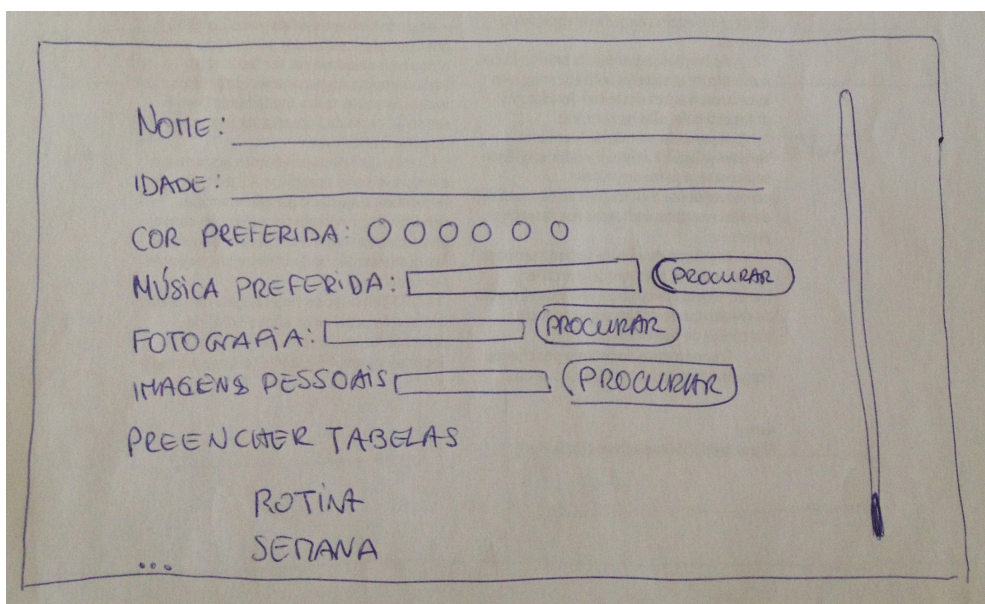 NOME:
IDADE:
COR PREFERIDA:
MÚSICA PREFERIDA: PROCURAR
FOTOGRAFIA: PROCURAR
IMAGENS PESSOAIS PROCURAR
PREENCHER TABELAS
ROTINA
SEMANA
...